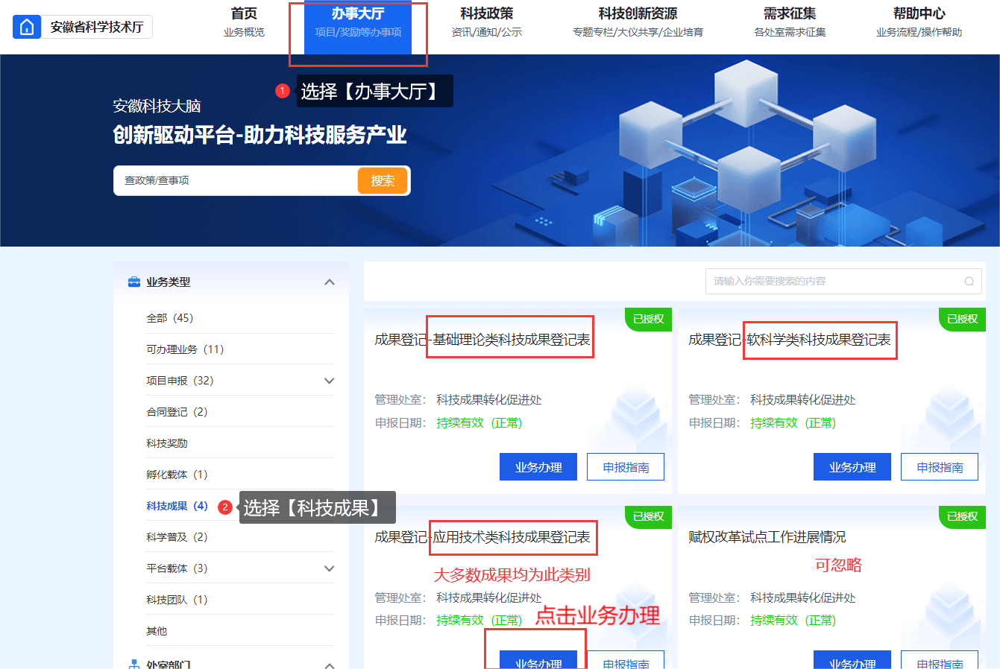 安徽省科学技术厅
首页
业务概览
办事大厅
项目/奖励等办事项
科技政策
资讯/通知/公示
科技创新资源
专题专栏/大仪共享/企业培育
需求征集
各处室需求征集
帮助中心
业务流程/操作帮助
1 选择【办事大厅】
安徽科技大脑
创新驱动平台-助力科技服务产业
查政策/查事项
搜索
业务类型
全部（45）
可办理业务（11）
项目申报（32）
合同登记（2）
科技奖励
孵化载体（1）
科技成果（4）
2 选择【科技成果】
科学普及（2）
平台载体（3）
科技团队（1）
其他
处室部门
请输入你需要搜索的内容
已授权
成果登记-基础理论类科技成果登记表
管理处室： 科技成果转化促进处
申报日期： 持续有效（正常）
业务办理 申报指南
已授权
成果登记-软科学类科技成果登记表
管理处室： 科技成果转化促进处
申报日期： 持续有效（正常）
业务办理 申报指南
已授权
成果登记-应用技术类科技成果登记表
大多数成果均为此类别
管理处室： 科技成果转化促进处
申报日期： 持续有效（正常）
点击业务办理
业务办理 申报指南
已授权
赋权改革试点工作进展情况
可忽略
管理处室： 科技成果转化促进处
申报日期： 持续有效（正常）
业务办理 申报指南